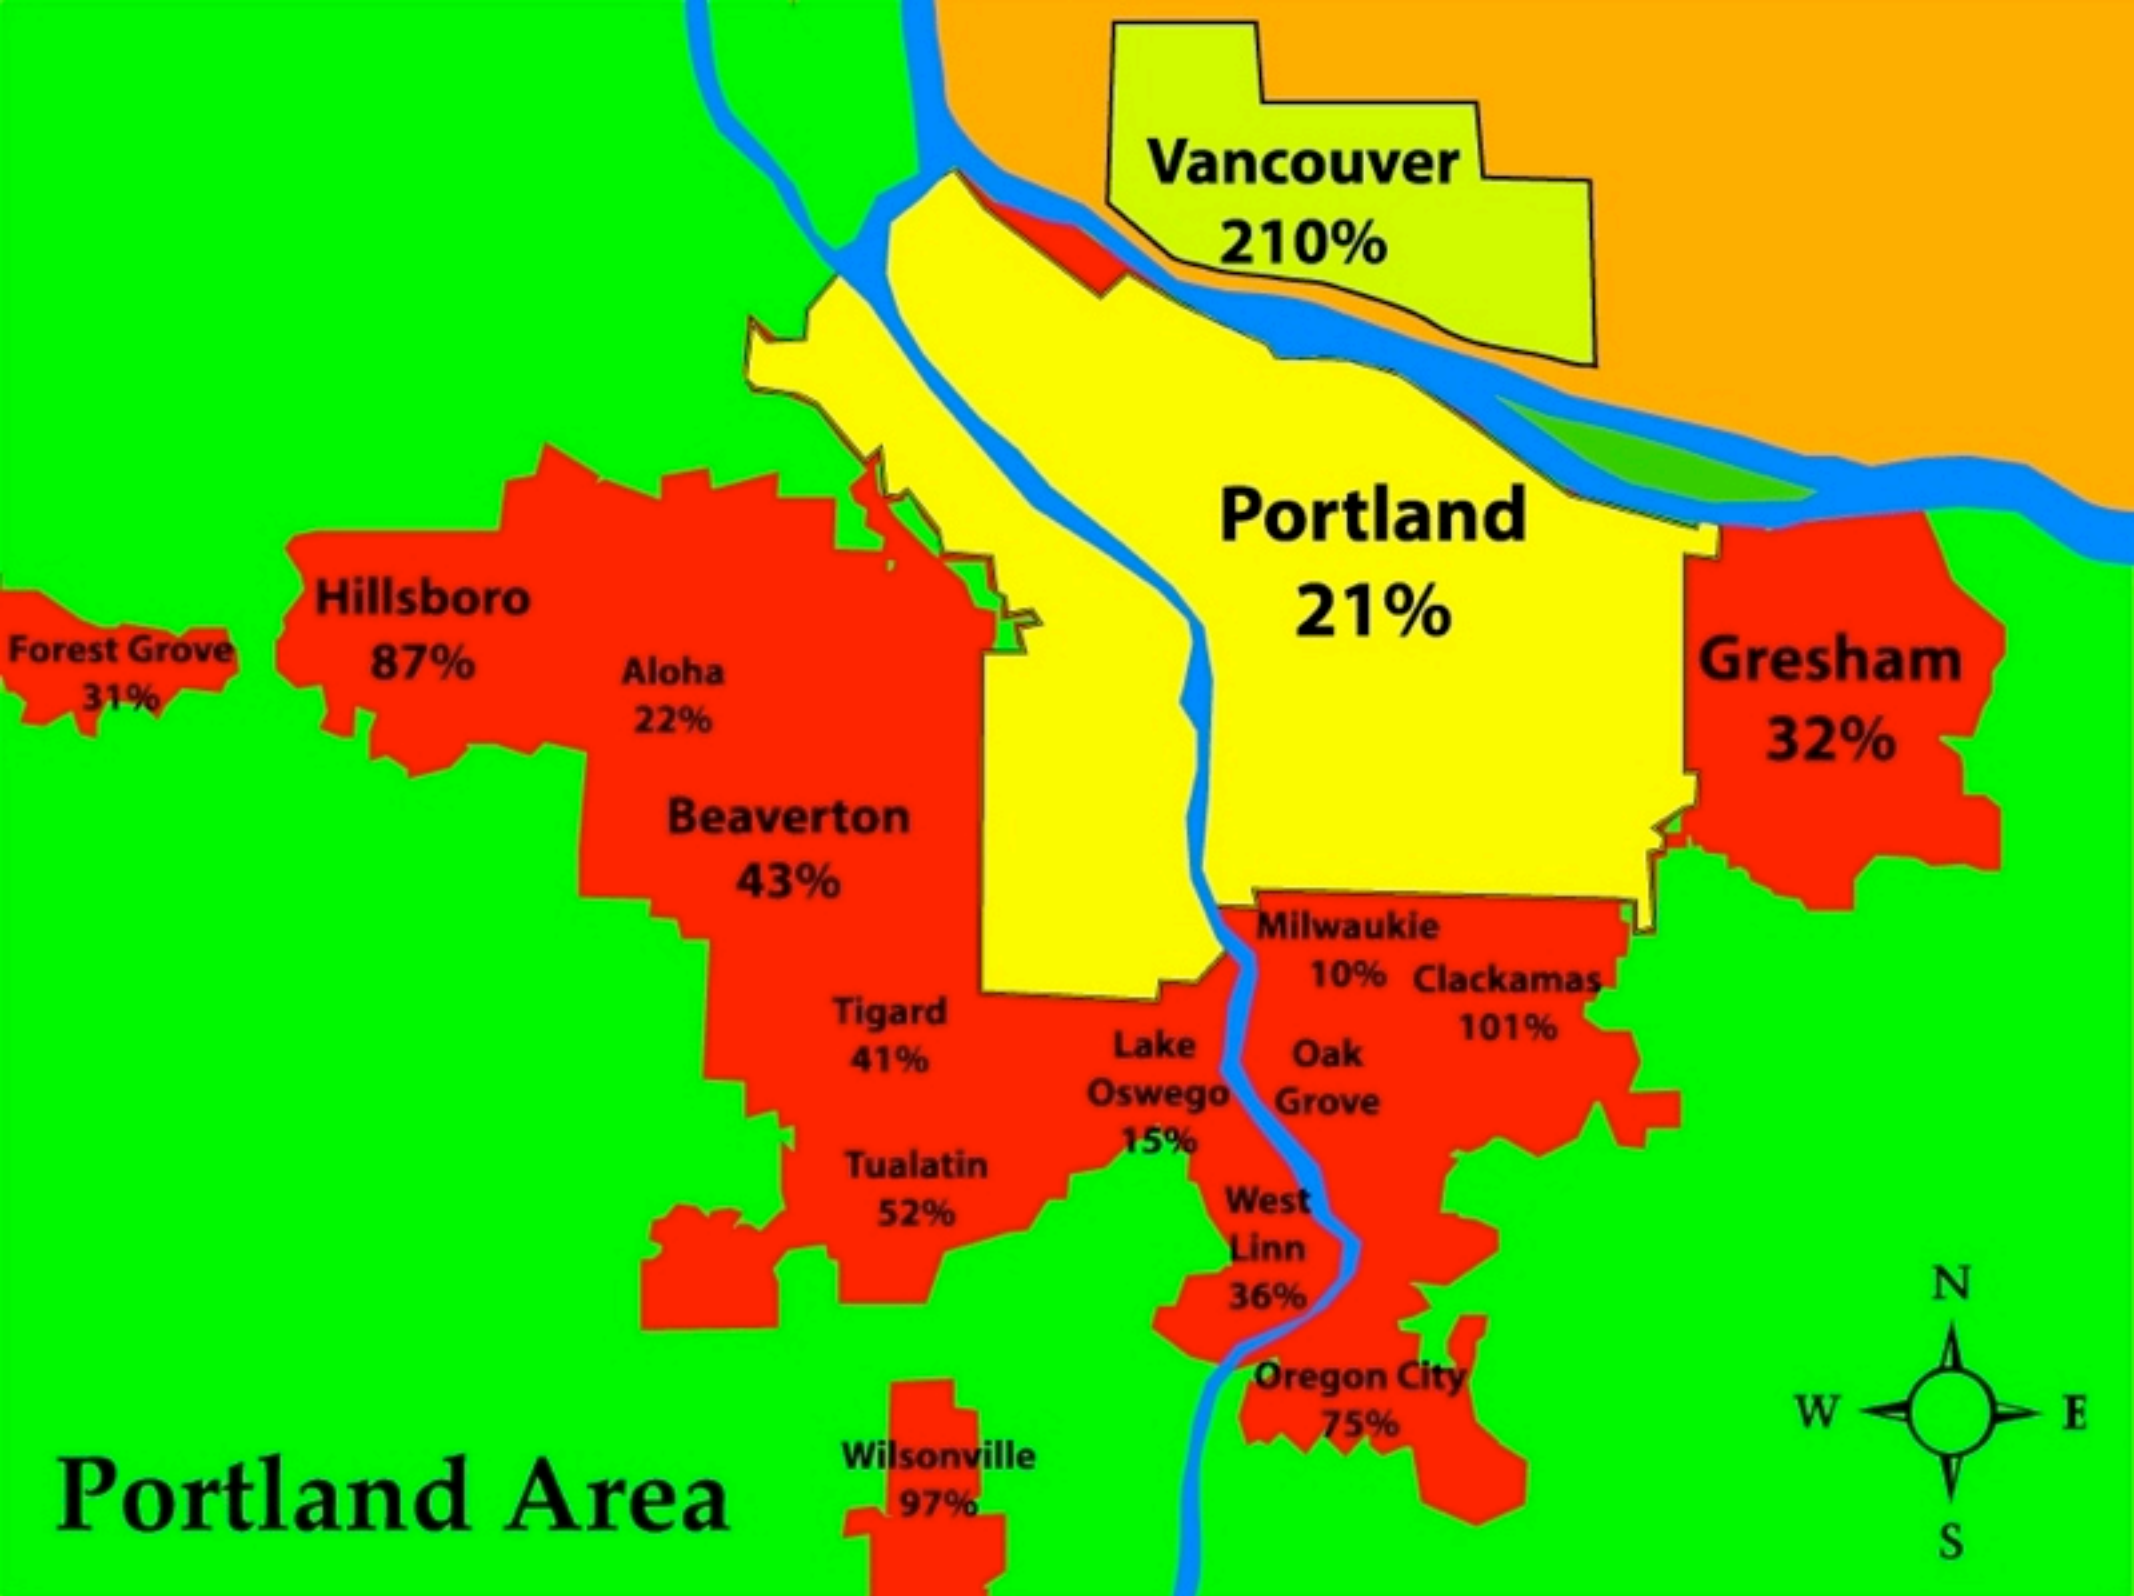 Vancouver
210%
Portland
21%
Hillsboro
87%
Forest Grove
31%
Aloha
22%
Gresham
32%
Beaverton
43%
Milwaukie
10%
Clackamas
101%
Tigard
41%
Lake
Oswego
15%
Oak
Grove
Tualatin
52%
West
Linn
36%
Oregon City
75%
Wilsonville
97%
Portland Area
N
W
E
S